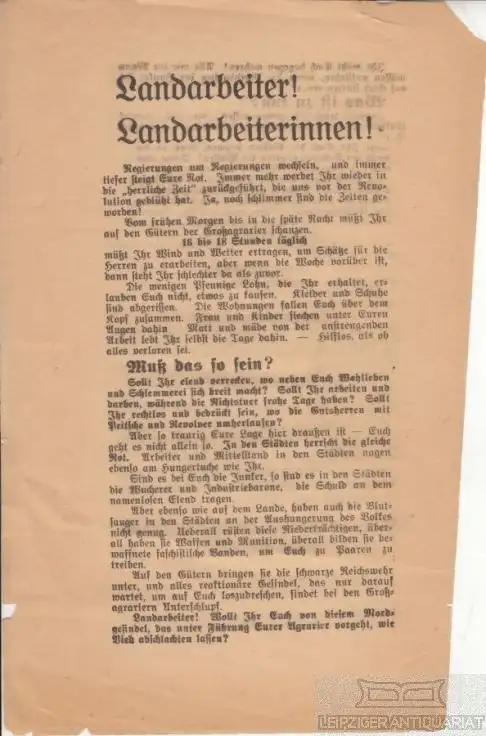 Landarbeiter!
Landarbeiterinnen!
Regierungen um Regierungen wechseln, und immer
tiefer steigt Eure Not. Immer mehr werdet Ihr wieder in
die „herrliche Zeit" zurückgeführt, die uns vor der Revo-
lution geblüht hat. Ja, noch schlimmer sind die Zeiten ge-
worden!
Vom frühen Morgen bis in die späte Nacht müßt Ihr
auf den Gütern der Großagrarier schanzen.
16 bis 18 Stunden täglich
müßt Ihr Wind und Wetter ertragen, um Schätze für die
Herren zu erarbeiten, aber wenn die Woche vorüber ist,
dann steht Ihr schlechter da als zuvor.
Die wenigen Pfennige Lohn, die Ihr erhaltet, er-
lauben Euch nicht, etwas zu kaufen. Kleider und Schuhe
sind abgerissen. Die Wohnungen fallen Euch über dem
Kopf zusammen. Frau und Kinder siechen unter Euren
Augen dahin. Matt und müde von der anstrengenden
Arbeit lebt Ihr selbst die Tage dahin. — Hilflos, als ob
alles verloren sei.
Muß das so sein?
Sollt Ihr elend verrecken, wo neben Euch Wohlleben
und Schlemmerei sich breit macht? Sollt Ihr arbeiten und
darben, während die Nichtstuer frohe Tage haben? Sollt
Ihr rechtlos und bedrückt sein, wo die Gutsherren mit
Peitsche und Revolver umherlaufen?
Aber so traurig Eure Lage hier draußen ist — Euch
geht es nicht allein so. In den Städten herrscht die gleiche
Not. Arbeiter und Mittelstand in den Städten nagen
ebenso am Hungertuche wie Ihr.
Sind es bei Euch die Junker, so sind es in den Städten
die Wucherer und Industriebarone, die Schuld an dem
namenlosen Elend tragen.
Aber ebenso wie auf dem Lande, haben auch die Blut-
sauger in den Städten an der Aushungerung des Volkes
nicht genug. Ueberall rüsten diese Niederträchtigen, über-
all haben sie Waffen und Munition, überall bilden sie be-
waffnete faschistische Banden, um Euch zu Paaren zu
treiben.
Auf den Gütern bringen sie die schwarze Reichswehr
unter, und alles reaktionäre Gesindel, das nur darauf
wartet, um auf Euch loszudreschen, findet bei den Groß-
agrariern Unterschlupf.
Landarbeiter! Wollt Ihr Euch von diesem Mord-
gesindel, das unter Führung Eurer Agrarier vorgeht, wie
Vieh abschlachten lassen?
LEIPZIGER ANTIQUARIAT